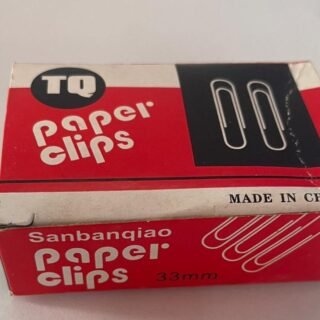 TQ
paper
clips
MADE IN CH
Sanbanqiao
paper
clips
33mm